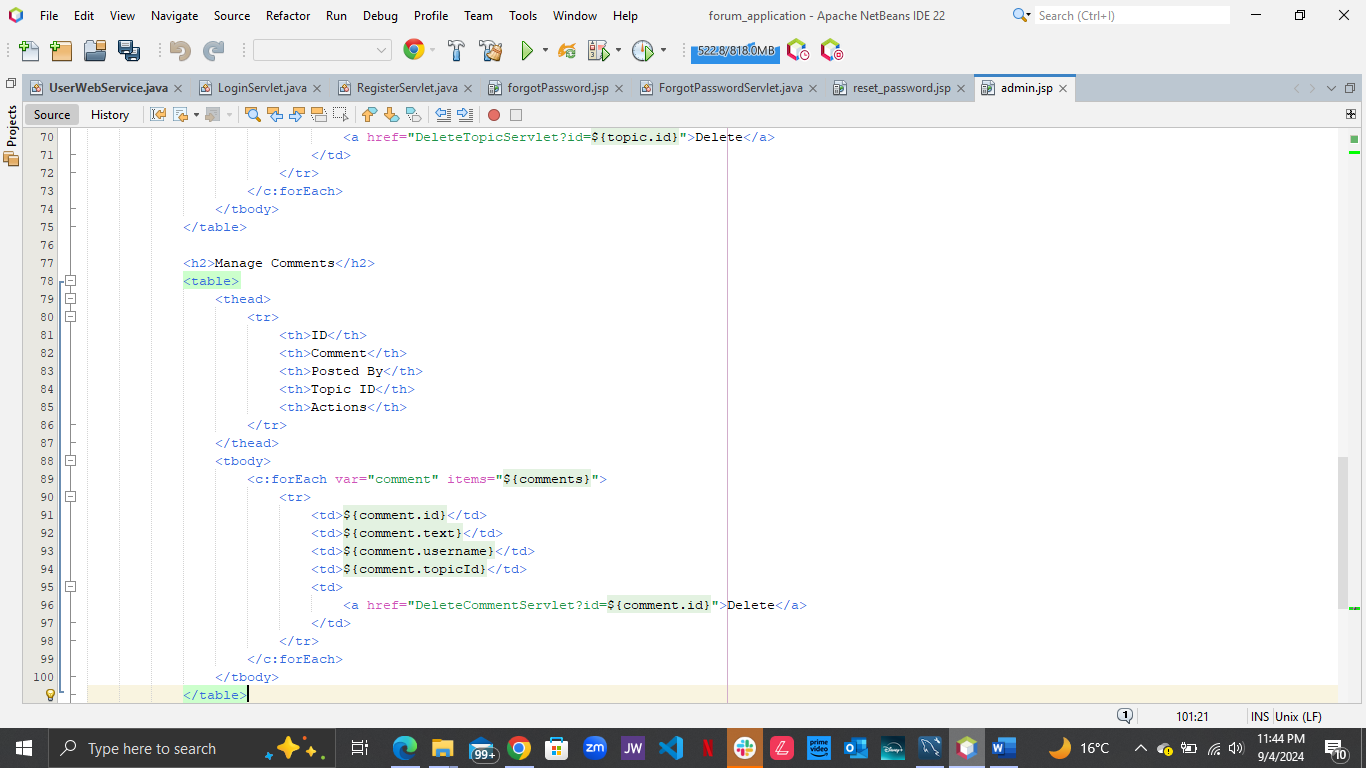 File Edit View Navigate Source Refactor Run Debug Profile Team Tools Window Help forum_application - Apache NetBeans IDE 22 Search (Ctrl+I)
522.8/818.0MB
UserWebService.java LoginServlet.java RegisterServlet.java forgotPassword.jsp ForgotPasswordServlet.java reset_password.jsp admin.jsp
Projects
Source History
70 <a href="DeleteTopicServlet?id=${topic.id}">Delete</a>
71 </td>
72 </tr>
73 </c:forEach>
74 </tbody>
75 </table>
76
77 <h2>Manage Comments</h2>
78 <table>
79 <thead>
80 <tr>
81 <th>ID</th>
82 <th>Comment</th>
83 <th>Posted By</th>
84 <th>Topic ID</th>
85 <th>Actions</th>
86 </tr>
87 </thead>
88 <tbody>
89 <c:forEach var="comment" items="${comments}">
90 <tr>
91 <td>${comment.id}</td>
92 <td>${comment.text}</td>
93 <td>${comment.username}</td>
94 <td>${comment.topicId}</td>
95 <td>
96 <a href="DeleteCommentServlet?id=${comment.id}">Delete</a>
97 </td>
98 </tr>
99 </c:forEach>
100 </tbody>
</table>
1 101:21 INS Unix (LF)
Type here to search 99+ zm JW prime video Disney+ W 16°C 11:44 PM
9/4/2024 10